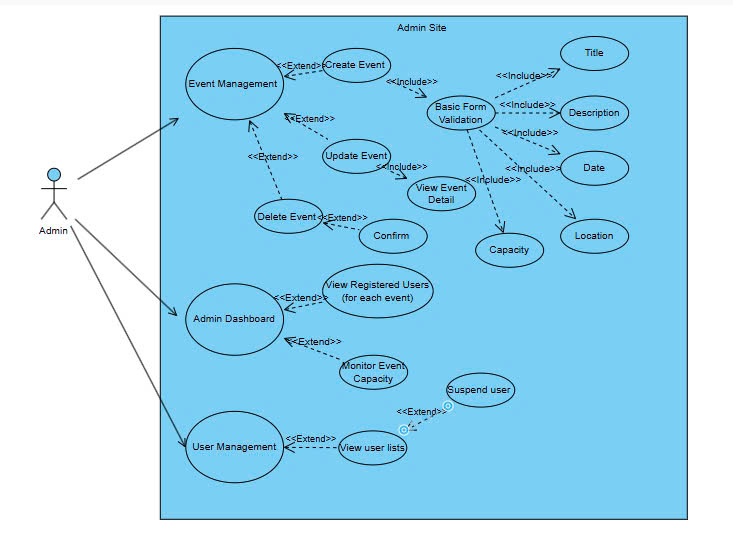 Admin Site
Title
<<Extend>>
Create Event
<<Include>>
<<Include>>
Event Management
Basic Form
Validation
<<Include>>
Description
<<Extend>>
<<Include>>
<<Extend>>
Update Event
<<Include>>
<<Include>>
Date
<<Include>>
View Event
Detail
Admin
Delete Event
<<Extend>>
Confirm
Location
Capacity
View Registered Users
(for each event)
<<Extend>>
Admin Dashboard
<<Extend>>
Monitor Event
Capacity
Suspend user
<<Extend>>
User Management
<<Extend>>
View user lists